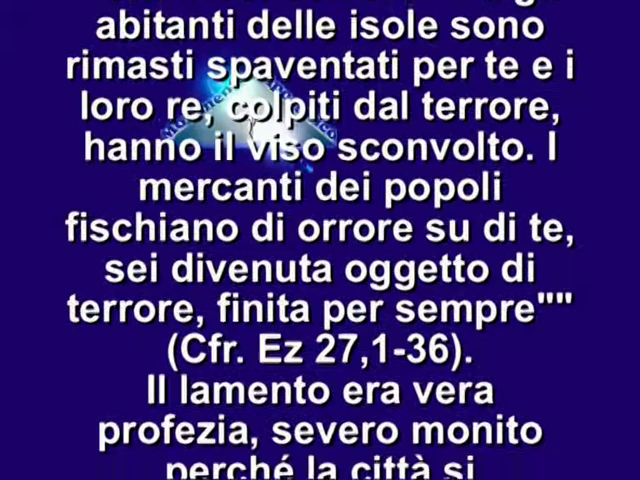 abitanti delle isole sono
rimasti spaventati per te e i
loro re, colpiti dal terrore,
hanno il viso sconvolto. I
mercanti dei popoli
fischiano di orrore su di te,
sei divenuta oggetto di
terrore, finita per sempre""
(Cfr. Ez 27,1-36).
Il lamento era vera
profezia, severo monito
perché la città si